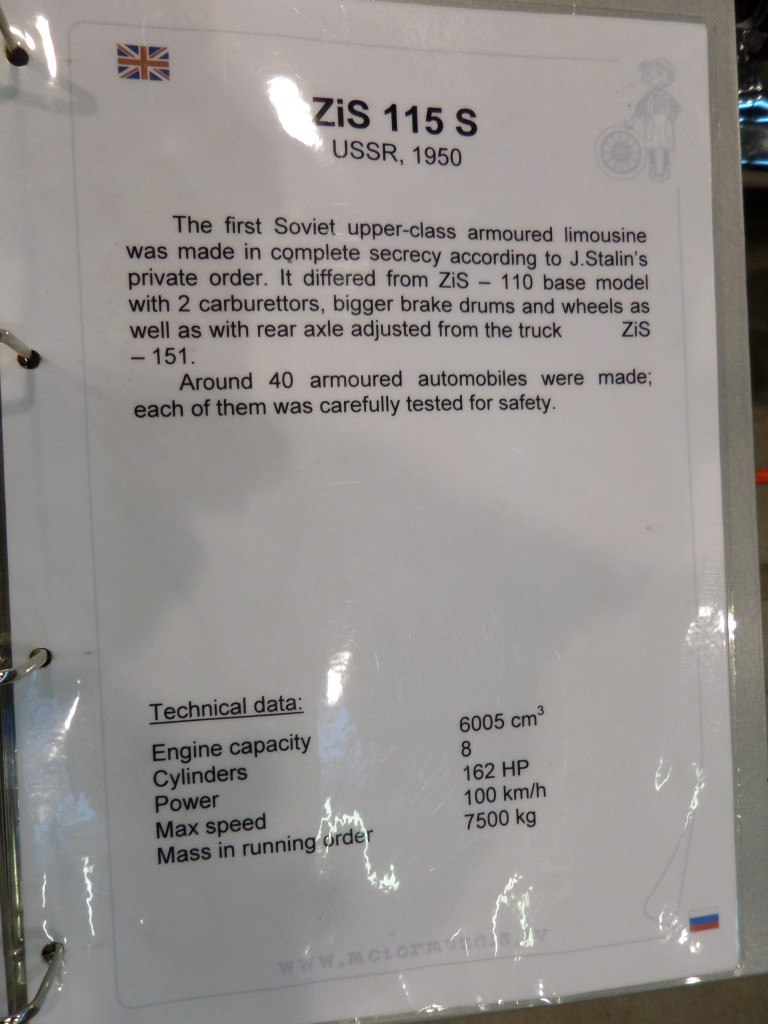 ZiS 115 S
USSR, 1950
The first Soviet upper-class armoured limousine
was made in complete secrecy according to J.Stalin's
private order. It differed from ZiS – 110 base model
with 2 carburettors, bigger brake drums and wheels as
well as with rear axle adjusted from the truck ZiS
– 151.
Around 40 armoured automobiles were made;
each of them was carefully tested for safety.
Technical data:
Engine capacity 6005 cm³
Cylinders 8
Power 162 HP
Max speed 100 km/h
Mass in running order 7500 kg
www.motormuzejs.lv